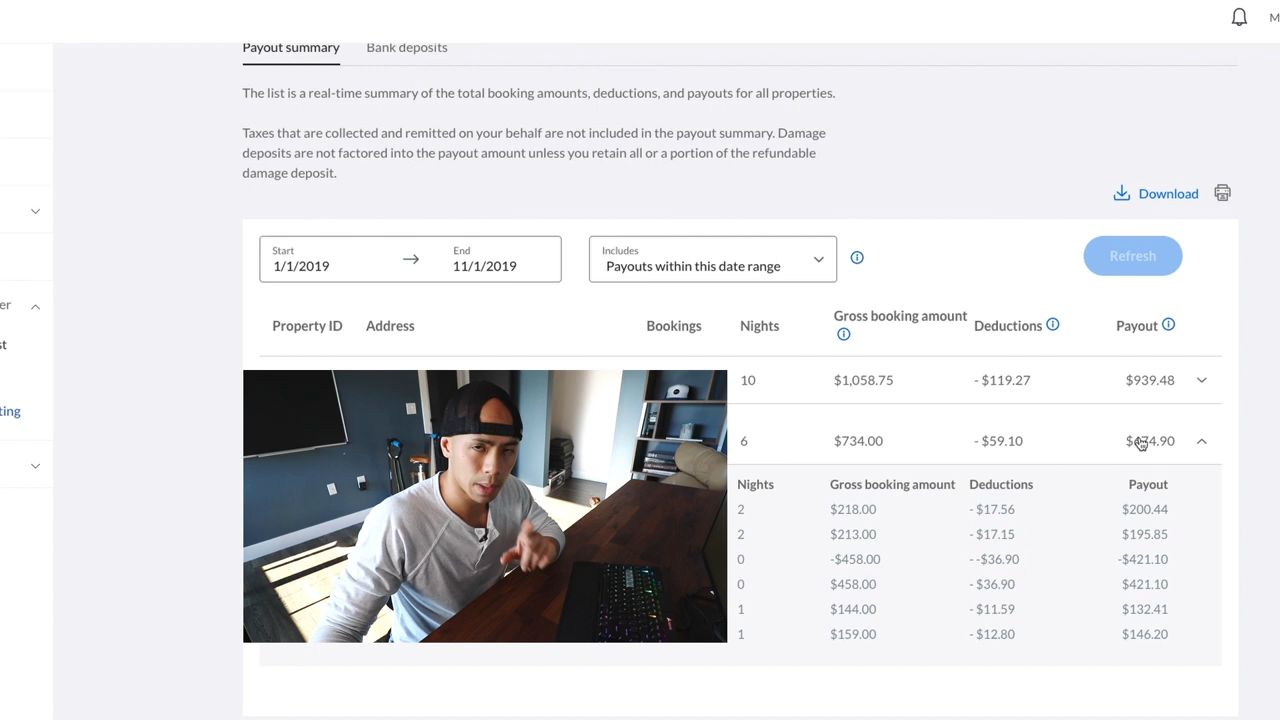 M
Payout summary Bank deposits
The list is a real-time summary of the total booking amounts, deductions, and payouts for all properties.
Taxes that are collected and remitted on your behalf are not included in the payout summary. Damage
deposits are not factored into the payout amount unless you retain all or a portion of the refundable
damage deposit.
Download
Start End Includes
1/1/2019 → 11/1/2019 Payouts within this date range Refresh
er
st
ting
Property ID Address Bookings Nights Gross booking amount Deductions Payout
10 $1,058.75 - $119.27 $939.48
6 $734.00 - $59.10
Nights Gross booking amount Deductions Payout
2 $218.00 - $17.56 $200.44
2 $213.00 - $17.15 $195.85
0 -$458.00 - -$36.90 -$421.10
0 $458.00 - $36.90 $421.10
1 $144.00 - $11.59 $132.41
1 $159.00 - $12.80 $146.20